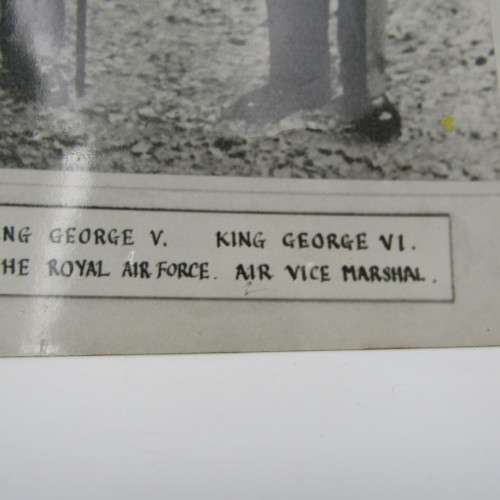 NG GEORGE V. KING GEORGE VI.
HE ROYAL AIR FORCE. AIR VICE MARSHAL.